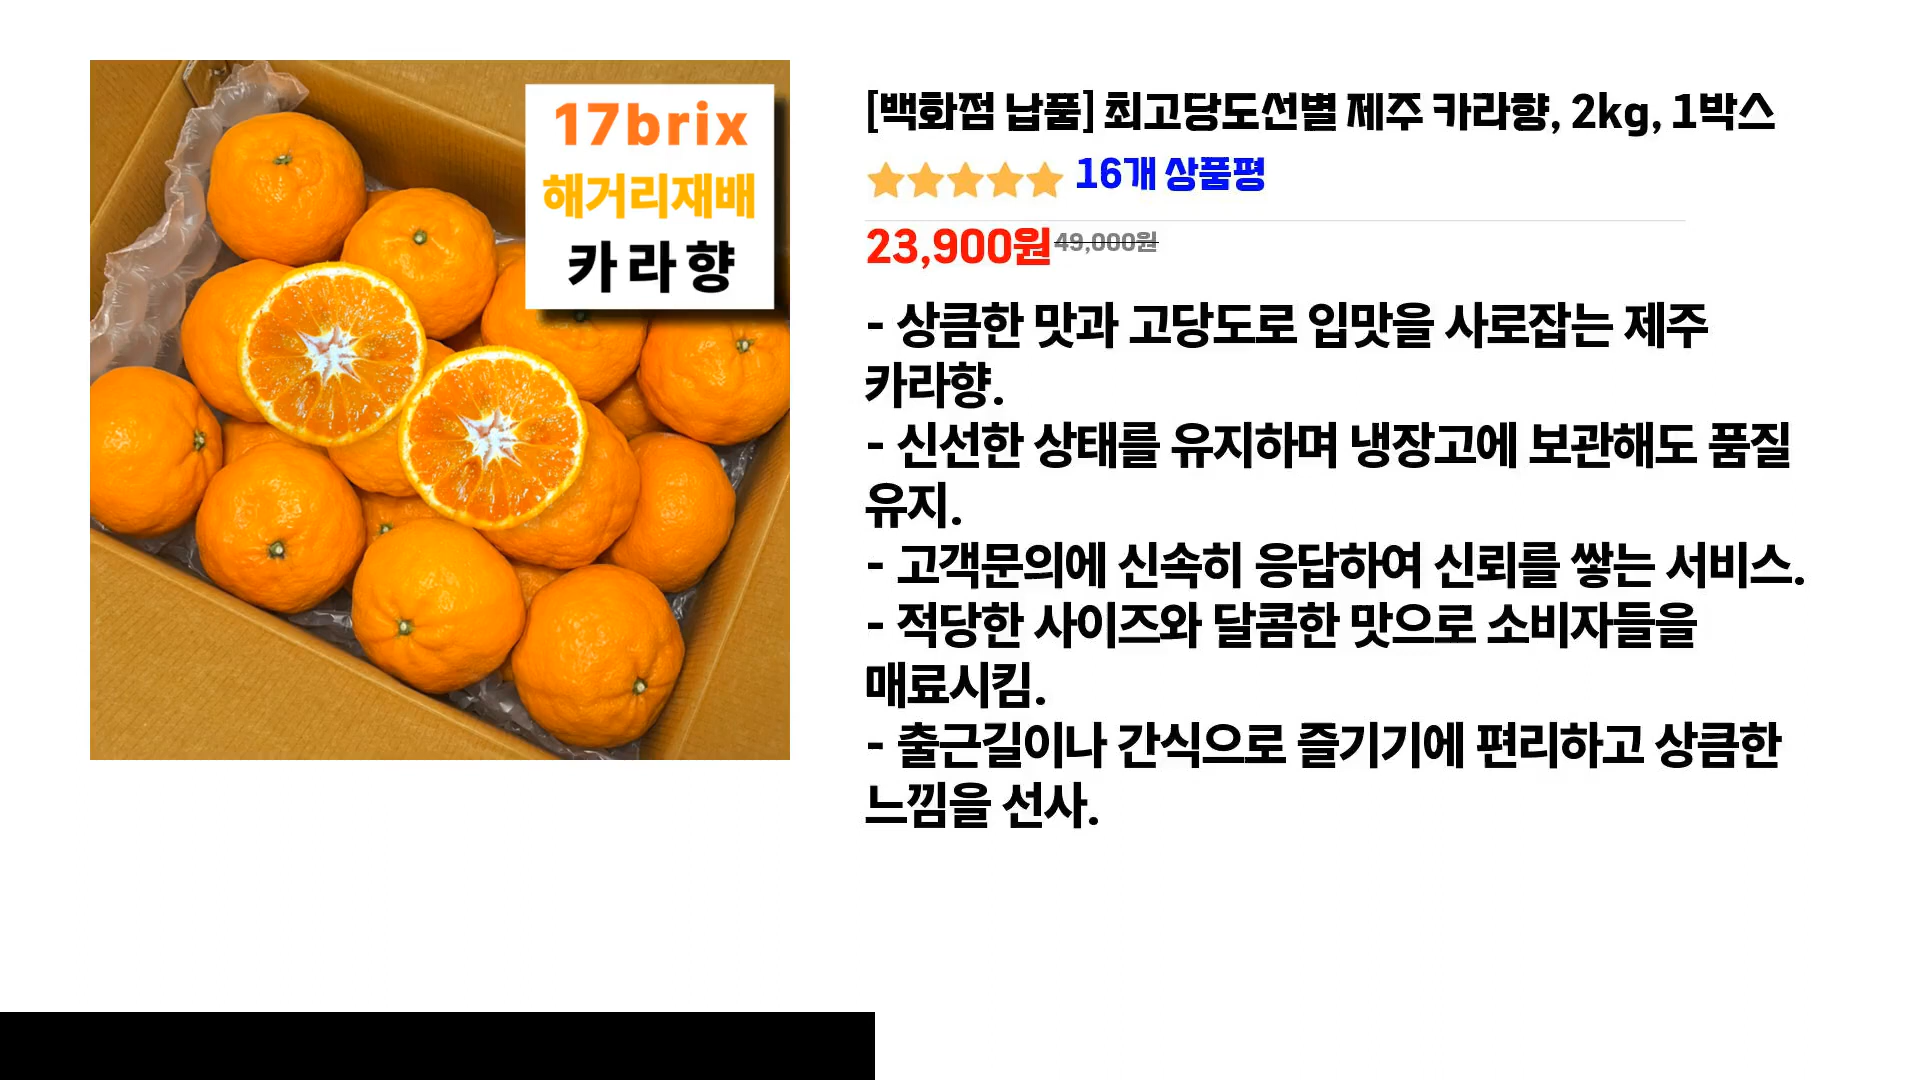 17brix
해거리재배
카라향
[백화점 납품] 최고당도선별 제주 카라향, 2kg, 1박스
16개 상품평
23,900원 49,000원
- 상큼한 맛과 고당도로 입맛을 사로잡는 제주
카라향.
- 신선한 상태를 유지하며 냉장고에 보관해도 품질
유지.
- 고객문의에 신속히 응답하여 신뢰를 쌓는 서비스.
- 적당한 사이즈와 달콤한 맛으로 소비자들을
매료시킴.
- 출근길이나 간식으로 즐기기에 편리하고 상큼한
느낌을 선사.